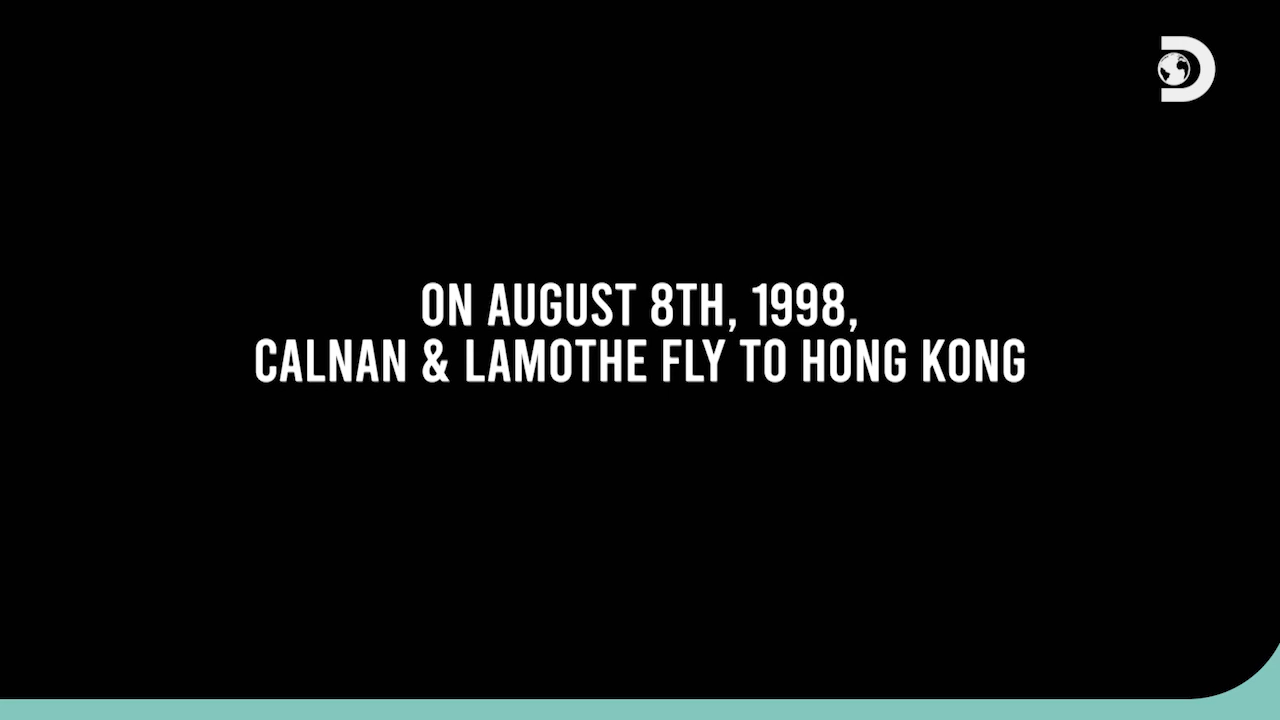 ON AUGUST 8TH, 1998,
CALNAN & LAMOTHE FLY TO HONG KONG